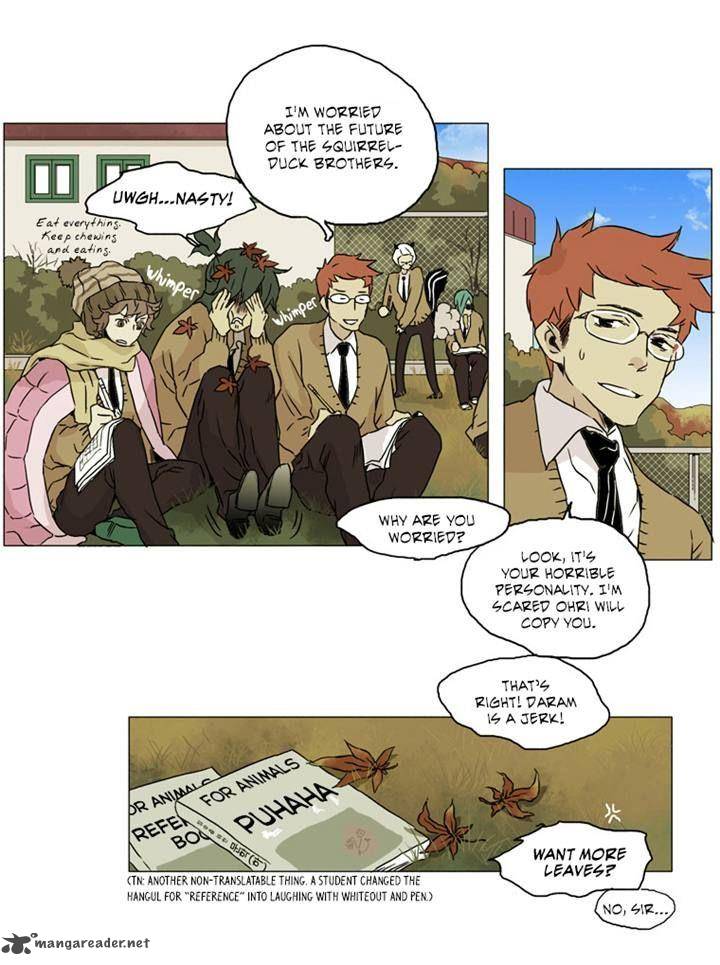 I'M WORRIED
ABOUT THE FUTURE
OF THE SQUIRREL-
DUCK BROTHERS.
UWGH...NASTY!
Eat everything.
Keep chewing
and eating.
Whimper
Whimper
WHY ARE YOU
WORRIED?
LOOK, IT'S
YOUR HORRIBLE
PERSONALITY. I'M
SCARED OHRI WILL
COPY YOU.
THAT'S
RIGHT! DARAM
IS A JERK!
FOR ANIMALS
PUHAHA
OR ANIMALS
REFE
BOO
(TN: ANOTHER NON-TRANSLATABLE THING. A STUDENT CHANGED THE
HANGUL FOR "REFERENCE" INTO LAUGHING WITH WHITEOUT AND PEN.)
WANT MORE
LEAVES?
NO, SIR...
mangareader.net